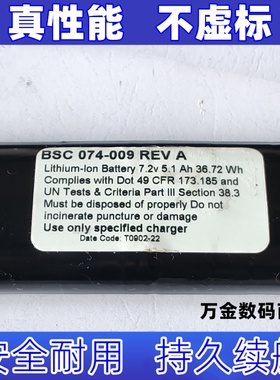 真性能 不虚标
BSC 074-009 REV A
Lithium-Ion Battery 7.2v 5.1 Ah 36.72 Wh
Complies with Dot 49 CFR 173.185 and
UN Tests & Criteria Part III Section 38.3
Must be disposed of properly Do not
incinerate puncture or damage
Use only specified charger
Date Code: T0902-22
万金数码
安全耐用 持久续航